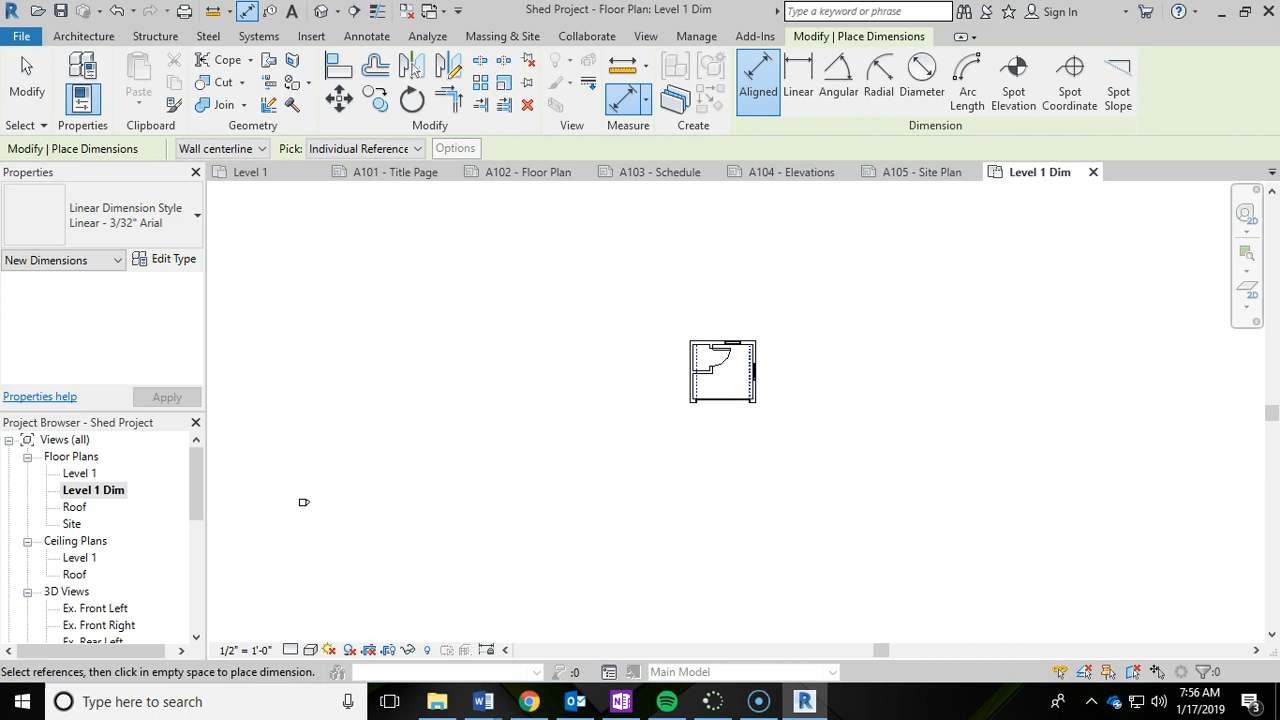 Shed Project - Floor Plan: Level 1 Dim
Type a keyword or phrase
Sign In
File
Architecture
Structure
Steel
Systems
Insert
Annotate
Analyze
Massing & Site
Collaborate
View
Manage
Add-Ins
Modify | Place Dimensions
Modify
Properties
Paste
Cope
Cut
Join
Aligned
Linear
Angular
Radial
Diameter
Arc
Length
Spot
Elevation
Spot
Coordinate
Spot
Slope
Select
Properties
Clipboard
Geometry
Modify
View
Measure
Create
Dimension
Modify | Place Dimensions
Wall centerline
Pick:
Individual Reference
Options
Properties
Level 1
A101 - Title Page
A102 - Floor Plan
A103 - Schedule
A104 - Elevations
A105 - Site Plan
Level 1 Dim
Linear Dimension Style
Linear - 3/32" Arial
New Dimensions
Edit Type
Properties help
Apply
Project Browser - Shed Project
Views (all)
Floor Plans
Level 1
Level 1 Dim
Roof
Site
Ceiling Plans
Level 1
Roof
3D Views
Ex. Front Left
Ex. Front Right
Ex. Rear Left
1/2" = 1'-0"
Select references, then click in empty space to place dimension.
:0
Main Model
:0
Type here to search
7:56 AM
1/17/2019
2D
2D
3